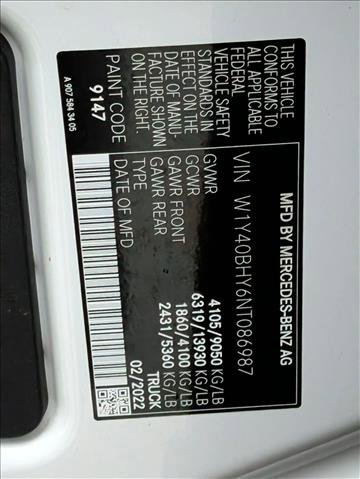 MFD BY MERCEDES-BENZ AG
VIN W1Y40BHY6NT086987
GVWR 4105/9050 KG/LB
GCWR 6319/13930 KG/LB
GAWR FRONT 1860/4100 KG/LB
GAWR REAR 2431/5360 KG/LB
TYPE TRUCK
DATE OF MFD 02/2022
THIS VEHICLE
CONFORMS TO
ALL APPLICABLE
FEDERAL
MOTOR
VEHICLE SAFETY
STANDARDS IN EF-
FECT ON THE
DATE OF MANU-
FACTURE SHOWN
ON THE RIGHT.
PAINT CODE
9147
A 907 584 34 05